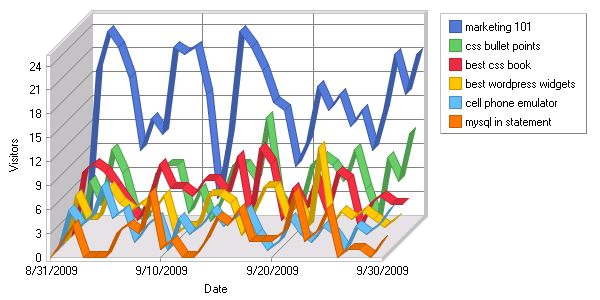 marketing 101
css bullet points
best css book
best wordpress widgets
cell phone emulator
mysql in statement
Visitors
24
21
18
15
12
9
6
3
0
8/31/2009 9/10/2009 9/20/2009 9/30/2009
Date